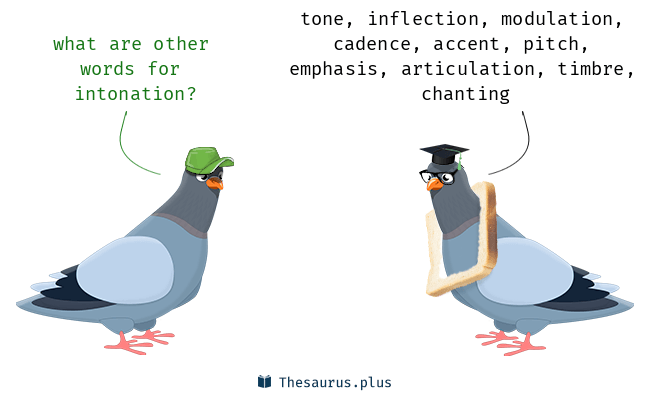 what are other
words for
intonation?
tone, inflection, modulation,
cadence, accent, pitch,
emphasis, articulation, timbre,
chanting
Thesaurus.plus